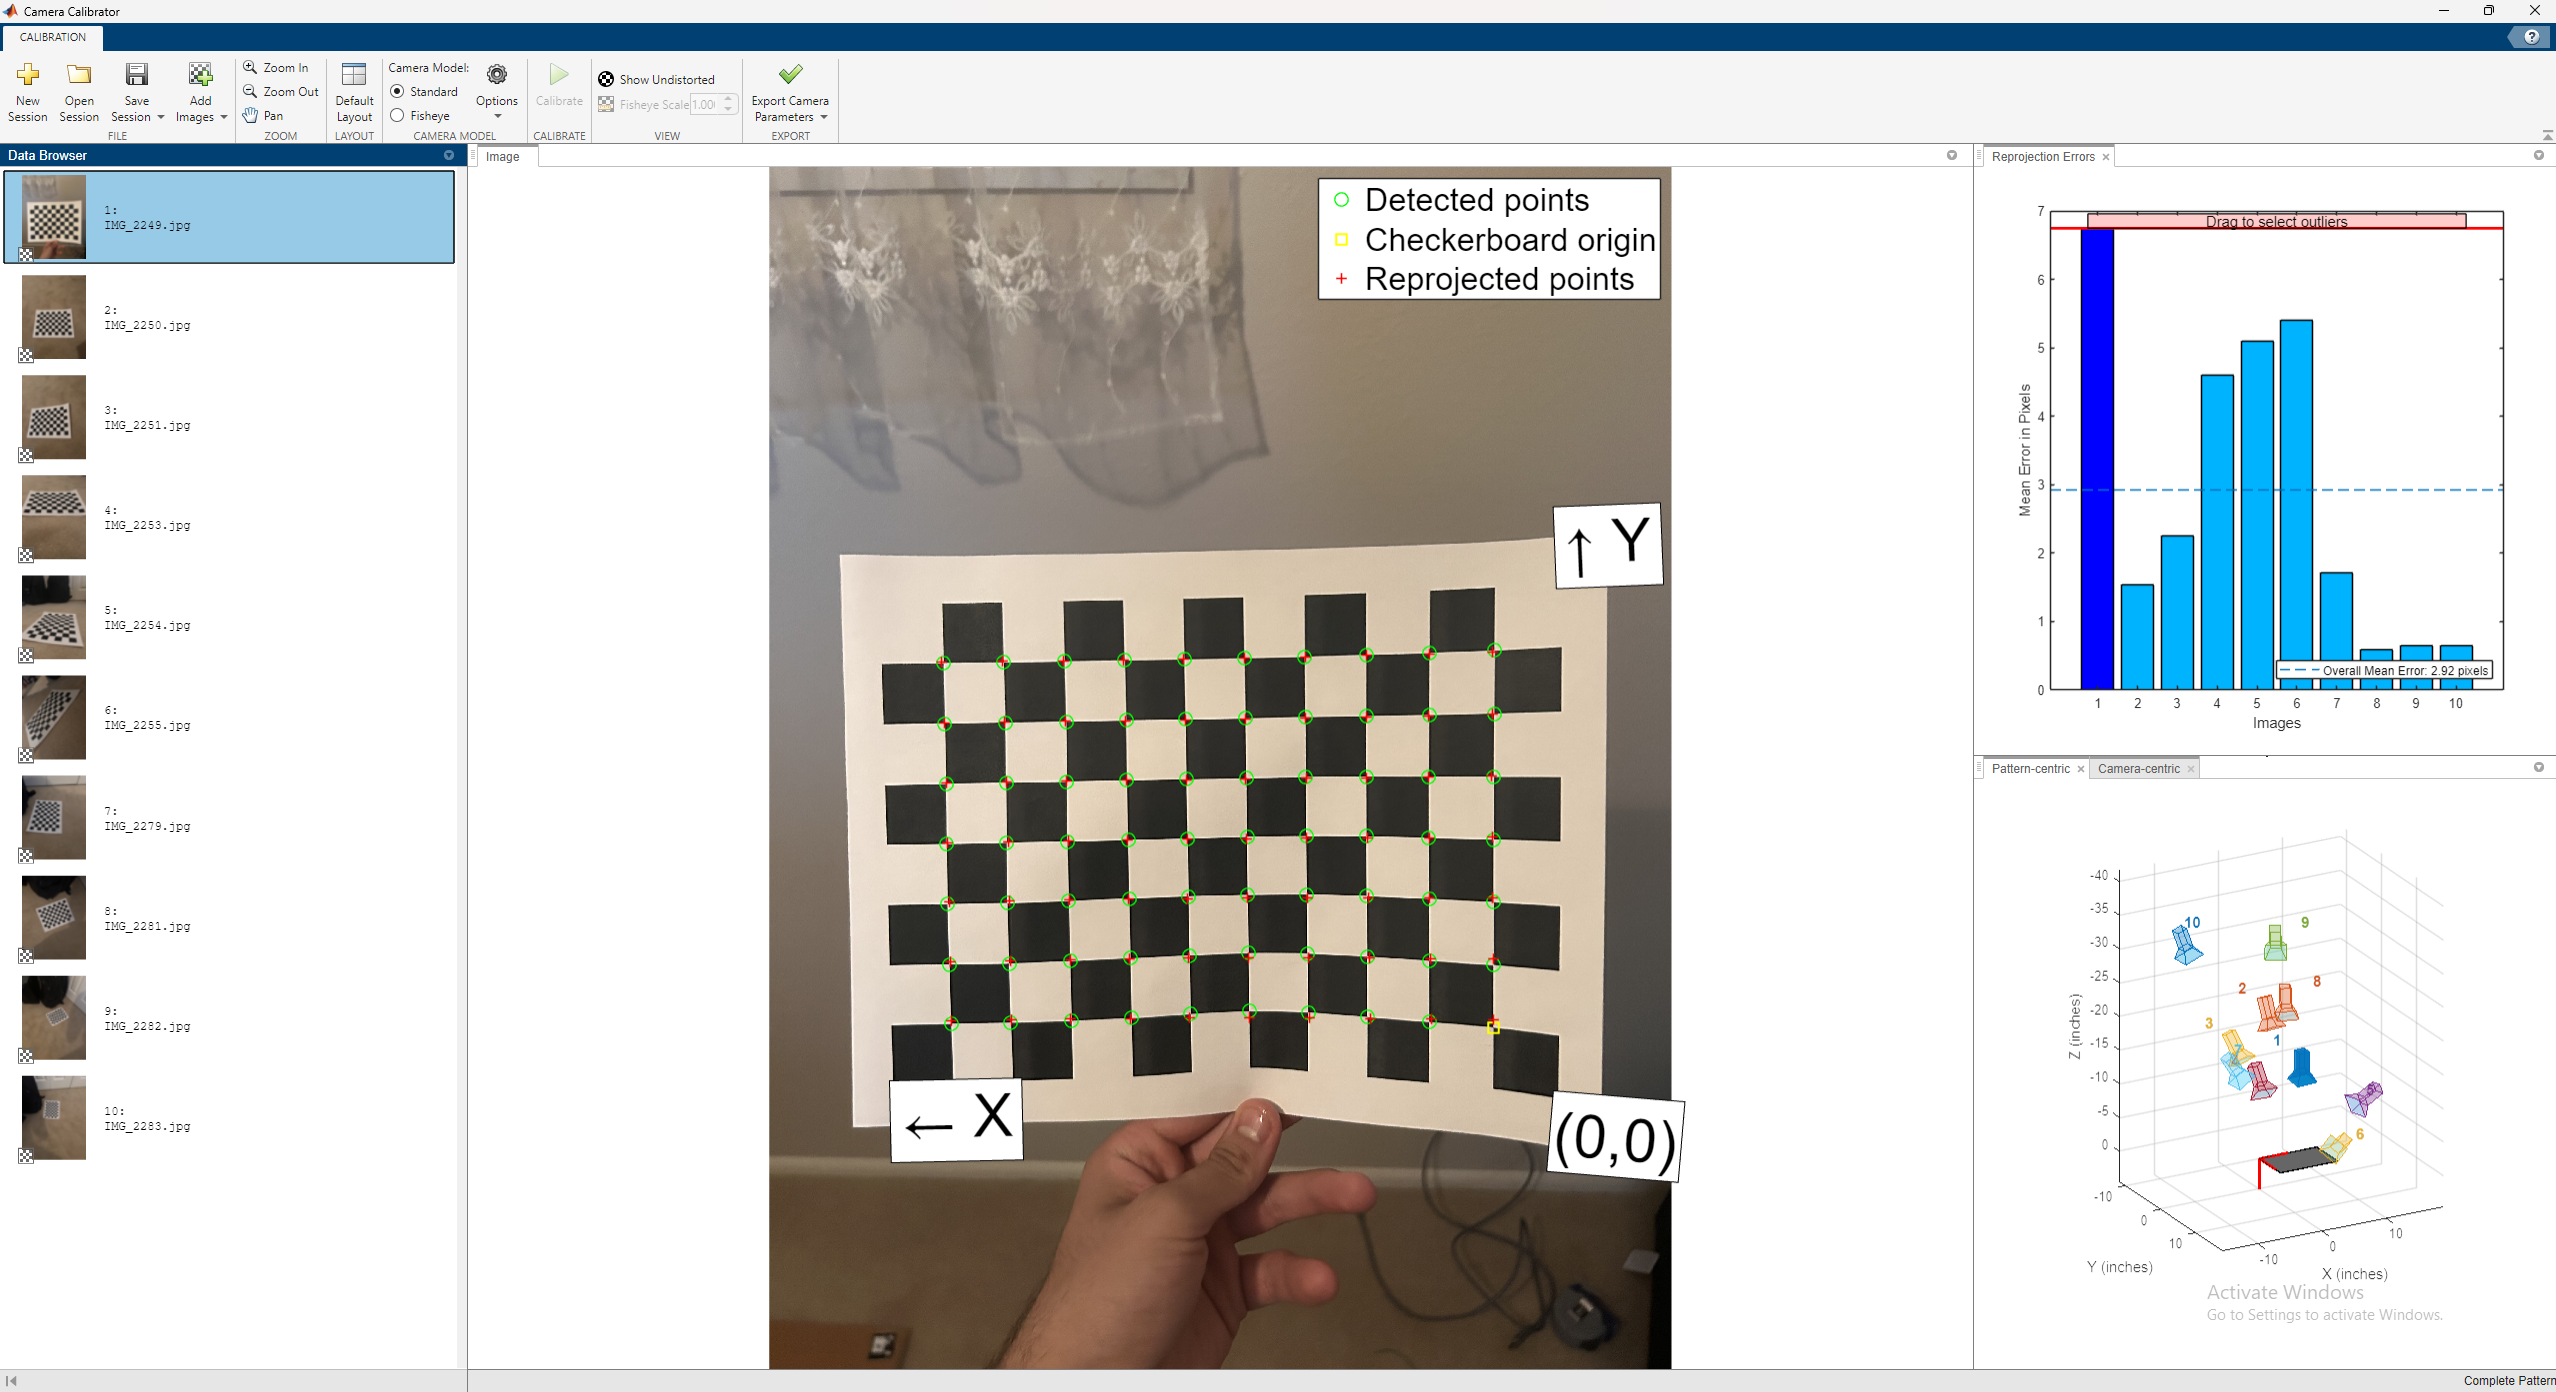 Camera Calibrator
CALIBRATION
New Session
Open Session
Save Session
Add Images
FILE
Zoom In
Zoom Out
Pan
ZOOM
Default Layout
LAYOUT
Camera Model:
Standard
Fisheye
Options
CAMERA MODEL
Calibrate
CALIBRATE
Show Undistorted
Fisheye Scale 1.00
VIEW
Export Camera Parameters
EXPORT
Data Browser
1:
IMG_2249.jpg
2:
IMG_2250.jpg
3:
IMG_2251.jpg
4:
IMG_2253.jpg
5:
IMG_2254.jpg
6:
IMG_2255.jpg
7:
IMG_2279.jpg
8:
IMG_2281.jpg
9:
IMG_2282.jpg
10:
IMG_2283.jpg
Image
Detected points
Checkerboard origin
Reprojected points
↑ Y
← X
(0,0)
Reprojection Errors
Drag to select outliers
7
6
5
4
3
2
1
0
Mean Error in Pixels
Overall Mean Error: 2.92 pixels
1 2 3 4 5 6 7 8 9 10
Images
Pattern-centric
Camera-centric
-40
-35
-30
-25
-20
-15
-10
-5
0
Z (inches)
10
9
2
8
3
1
7
6
-10
0
10
Y (inches)
-10
0
10
X (inches)
Activate Windows
Go to Settings to activate Windows.
Complete Pattern